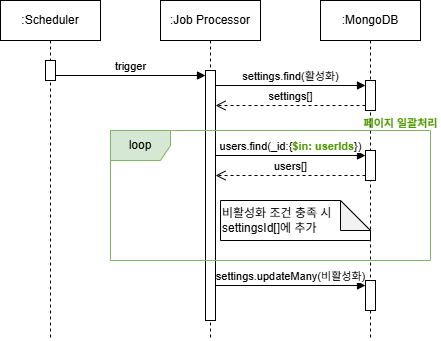 :Scheduler
:Job Processor
:MongoDB
trigger
settings.find(활성화)
settings[]
페이지 일괄처리
loop
users.find(_id:{$in: userIds})
users[]
비활성화 조건 충족 시
settingsId[]에 추가
settings.updateMany(비활성화)